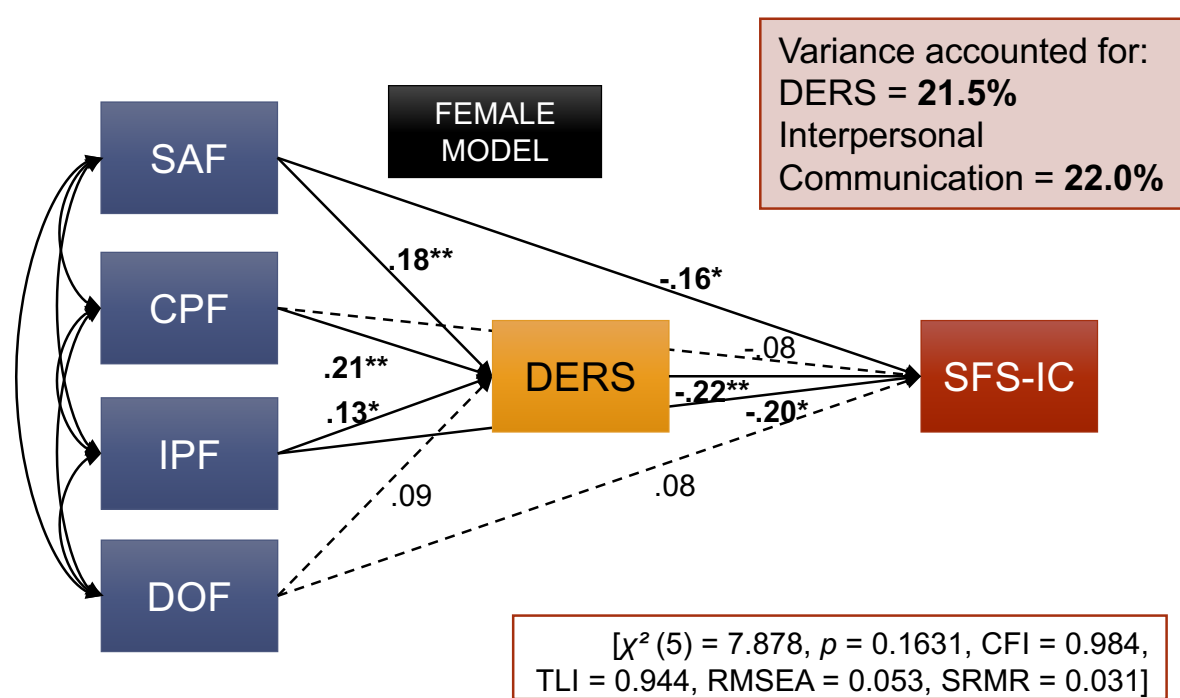 Variance accounted for:
DERS = 21.5%
Interpersonal
Communication = 22.0%
FEMALE
MODEL
SAF
CPF
IPF
DOF
.18**
-.16*
.21**
.13*
.09
DERS
-.08
-.22**
-.20*
.08
SFS-IC
[χ² (5) = 7.878, p = 0.1631, CFI = 0.984,
TLI = 0.944, RMSEA = 0.053, SRMR = 0.031]